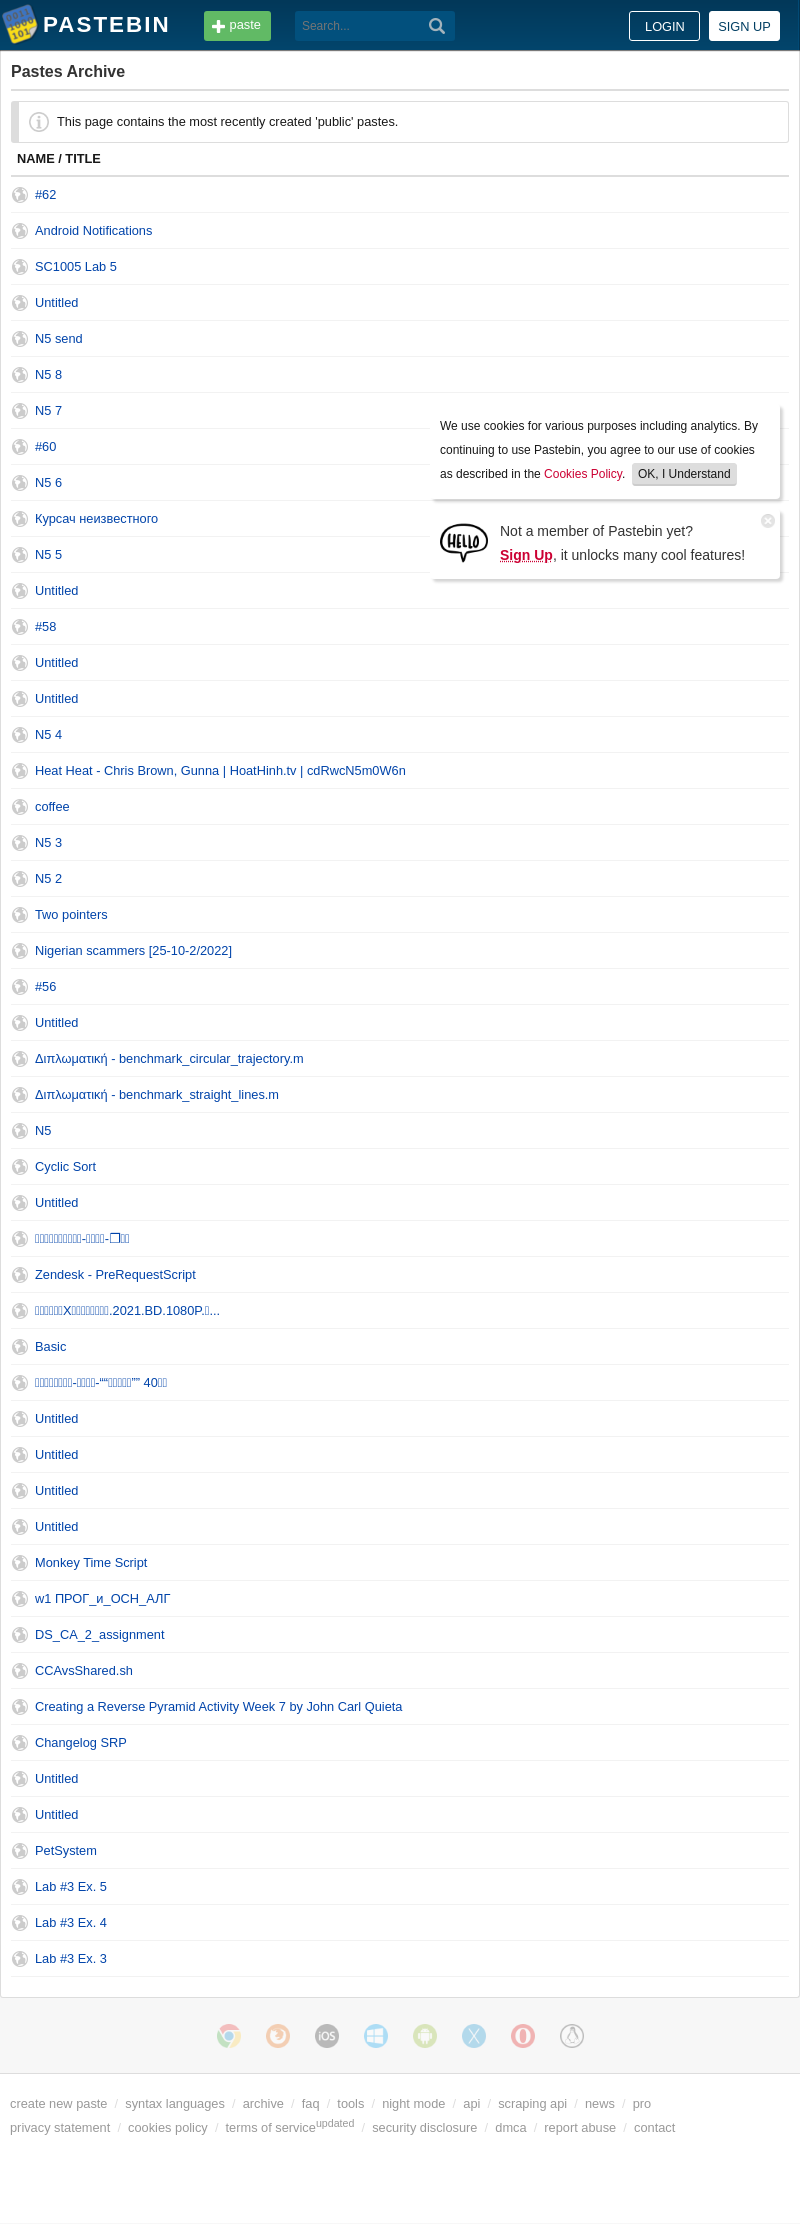 PASTEBIN
paste
Search...
LOGIN
SIGN UP
Pastes Archive
This page contains the most recently created 'public' pastes.
NAME / TITLE
#62
Android Notifications
SC1005 Lab 5
Untitled
N5 send
N5 8
N5 7
#60
N5 6
Курсач неизвестного
N5 5
Untitled
#58
Untitled
Untitled
N5 4
Heat Heat - Chris Brown, Gunna | HoatHinh.tv | cdRwcN5m0W6n
coffee
N5 3
N5 2
Two pointers
Nigerian scammers [25-10-2/2022]
#56
Untitled
Διπλωματική - benchmark_circular_trajectory.m
Διπλωματική - benchmark_straight_lines.m
N5
Cyclic Sort
Untitled
Zendesk - PreRequestScript
X .2021.BD.1080P. ...
Basic
40
Untitled
Untitled
Untitled
Untitled
Monkey Time Script
w1 ПРОГ_и_ОСН_АЛГ
DS_CA_2_assignment
CCAvsShared.sh
Creating a Reverse Pyramid Activity Week 7 by John Carl Quieta
Changelog SRP
Untitled
Untitled
PetSystem
Lab #3 Ex. 5
Lab #3 Ex. 4
Lab #3 Ex. 3
We use cookies for various purposes including analytics. By
continuing to use Pastebin, you agree to our use of cookies
as described in the Cookies Policy. OK, I Understand
HELLO
Not a member of Pastebin yet?
Sign Up, it unlocks many cool features!
iOS
create new paste / syntax languages / archive / faq / tools / night mode / api / scraping api / news / pro
privacy statement / cookies policy / terms of serviceupdated / security disclosure / dmca / report abuse / contact